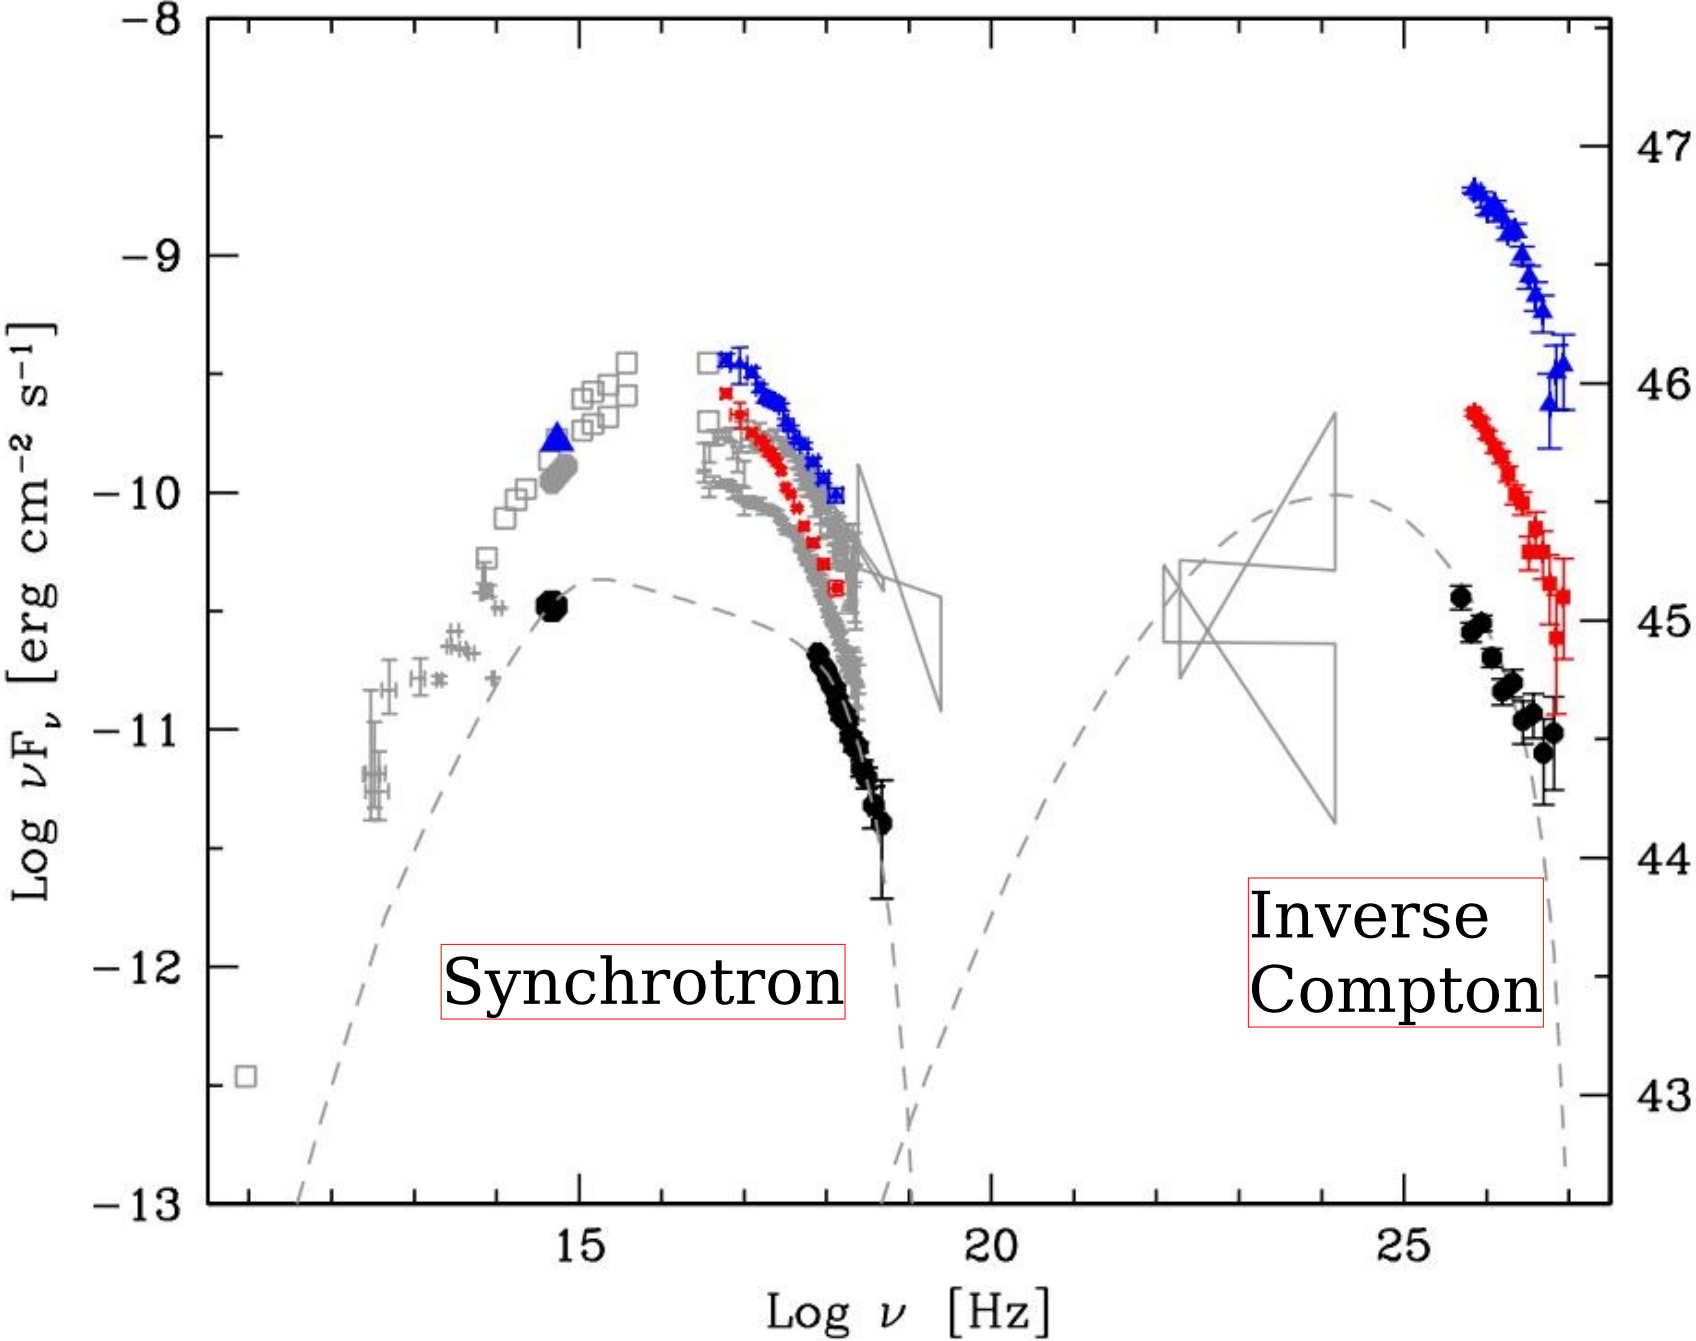 -8
-9
-10
-11
-12
-13
47
46
45
44
43
Log νFν [erg cm−2 s−1]
Synchrotron
Inverse
Compton
15 20 25
Log ν [Hz]